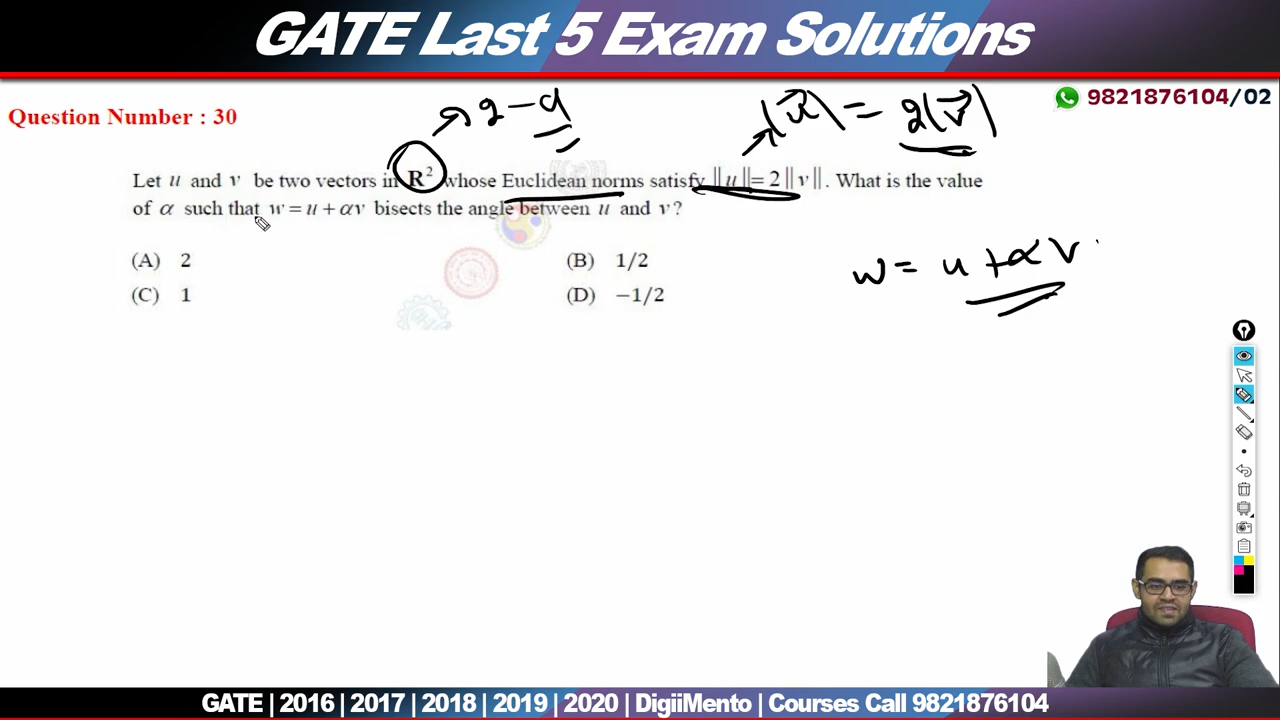 GATE Last 5 Exam Solutions
Question Number : 30
2-d
|u⃗| = 2|v⃗|
9821876104/02
Let u and v be two vectors in R² whose Euclidean norms satisfy ||u|| = 2||v||. What is the value
of α such that w = u + αv bisects the angle between u and v?
w = u + αv
(A) 2
(B) 1/2
(C) 1
(D) −1/2
GATE | 2016 | 2017 | 2018 | 2019 | 2020 | DigiiMento | Courses Call 9821876104